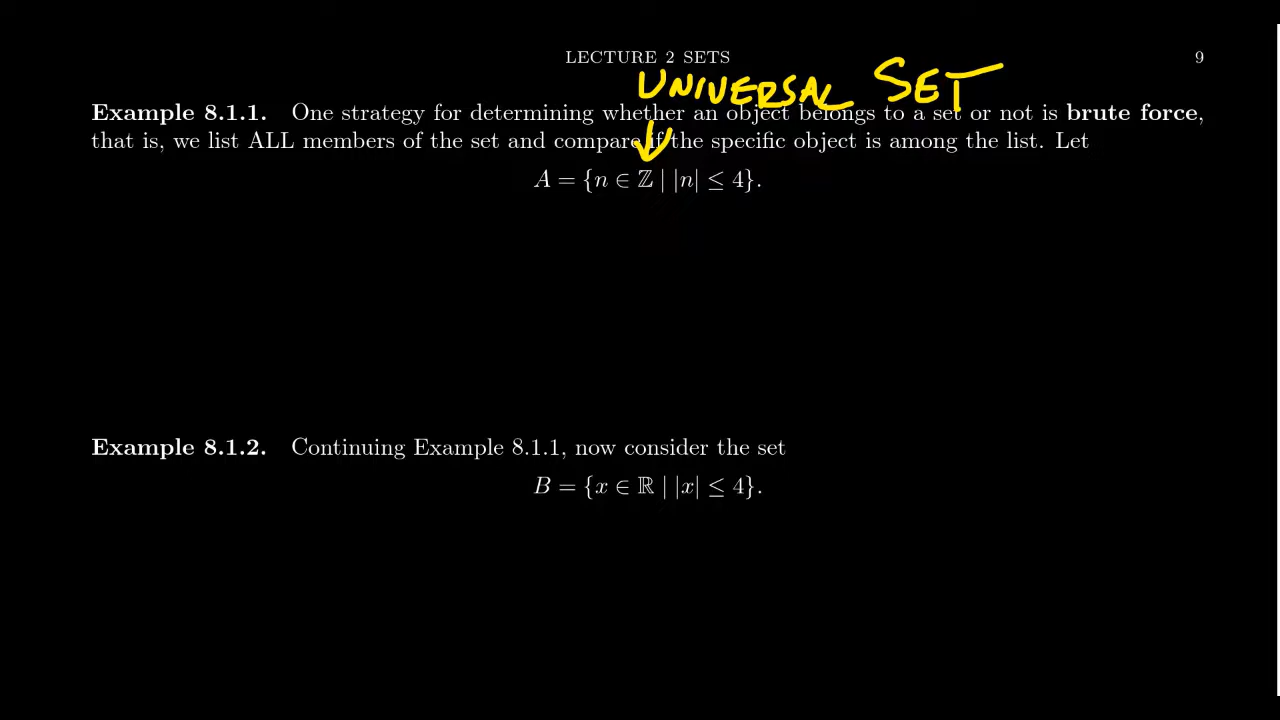 LECTURE 2 SETS 9
UNIVERSAL SET
Example 8.1.1. One strategy for determining whether an object belongs to a set or not is brute force,
that is, we list ALL members of the set and compare if the specific object is among the list. Let
A = {n ∈ ℤ | |n| ≤ 4}.
Example 8.1.2. Continuing Example 8.1.1, now consider the set
B = {x ∈ ℝ | |x| ≤ 4}.